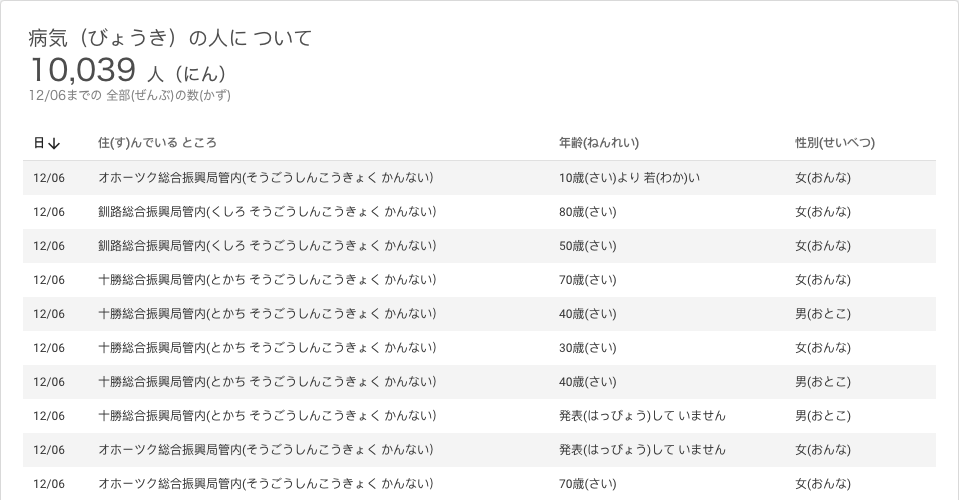 病気（びょうき）の人に ついて
10,039 人（にん）
12/06までの 全部(ぜんぶ)の数(かず)
日↓ 住(す)んでいる ところ 年齢(ねんれい) 性別(せいべつ)
12/06 オホーツク総合振興局管内(そうごうしんこうきょく かんない) 10歳(さい)より 若(わか)い 女(おんな)
12/06 釧路総合振興局管内(くしろ そうごうしんこうきょく かんない) 80歳(さい) 女(おんな)
12/06 釧路総合振興局管内(くしろ そうごうしんこうきょく かんない) 50歳(さい) 女(おんな)
12/06 十勝総合振興局管内(とかち そうごうしんこうきょく かんない) 70歳(さい) 女(おんな)
12/06 十勝総合振興局管内(とかち そうごうしんこうきょく かんない) 40歳(さい) 男(おとこ)
12/06 十勝総合振興局管内(とかち そうごうしんこうきょく かんない) 30歳(さい) 女(おんな)
12/06 十勝総合振興局管内(とかち そうごうしんこうきょく かんない) 40歳(さい) 男(おとこ)
12/06 十勝総合振興局管内(とかち そうごうしんこうきょく かんない) 発表(はっぴょう)して いません 男(おとこ)
12/06 オホーツク総合振興局管内(そうごうしんこうきょく かんない) 発表(はっぴょう)して いません 女(おんな)
12/06 オホーツク総合振興局管内(そうごうしんこうきょく かんない) 70歳(さい) 女(おんな)